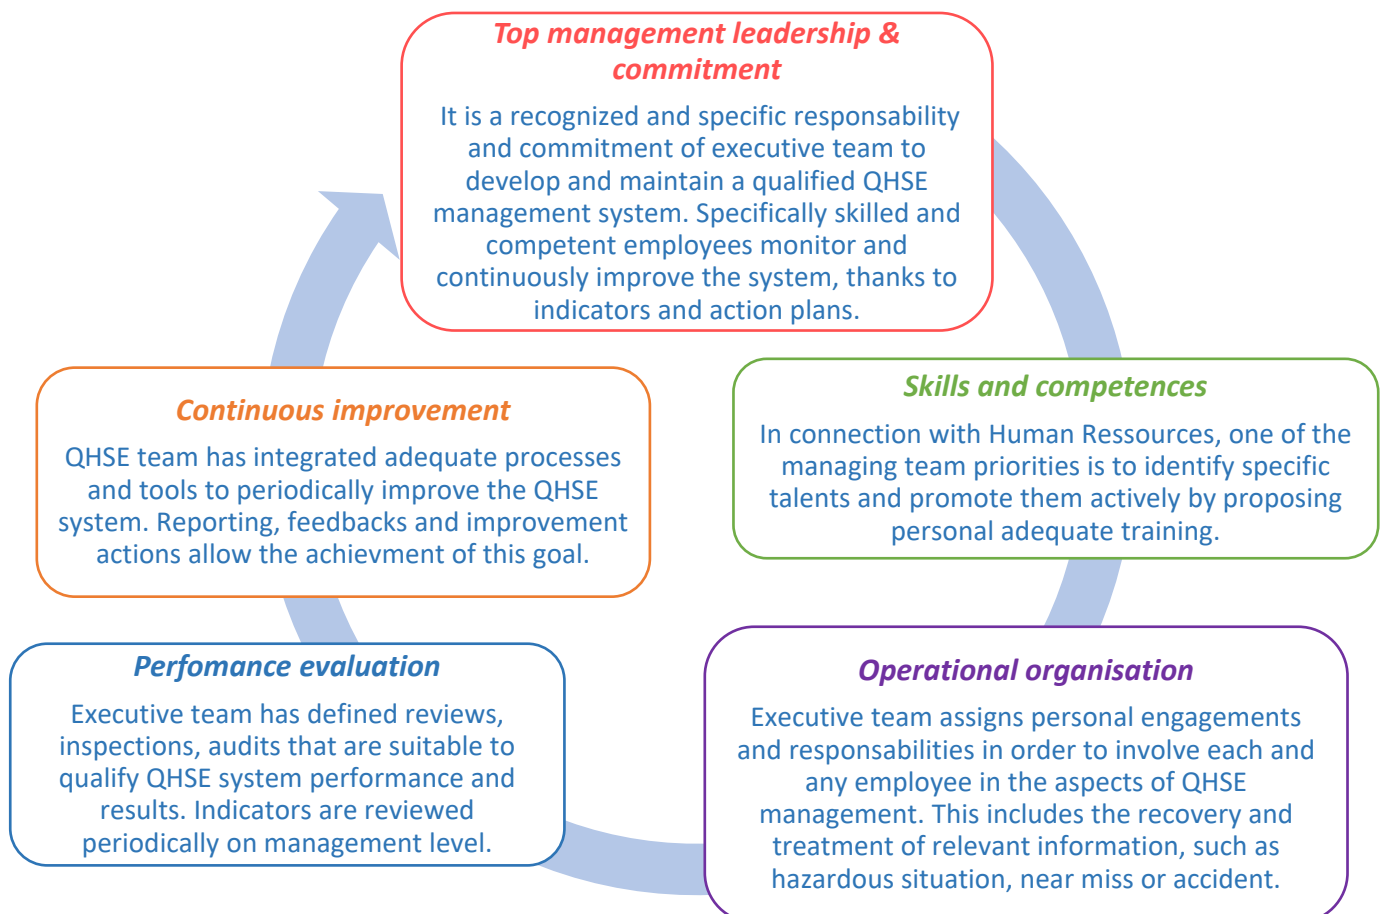 Top management leadership &
commitment
It is a recognized and specific responsability
and commitment of executive team to
develop and maintain a qualified QHSE
management system. Specifically skilled and
competent employees monitor and
continuously improve the system, thanks to
indicators and action plans.
Skills and competences
In connection with Human Ressources, one of the
managing team priorities is to identify specific
talents and promote them actively by proposing
personal adequate training.
Operational organisation
Executive team assigns personal engagements
and responsabilities in order to involve each and
any employee in the aspects of QHSE
management. This includes the recovery and
treatment of relevant information, such as
hazardous situation, near miss or accident.
Perfomance evaluation
Executive team has defined reviews,
inspections, audits that are suitable to
qualify QHSE system performance and
results. Indicators are reviewed
periodically on management level.
Continuous improvement
QHSE team has integrated adequate processes
and tools to periodically improve the QHSE
system. Reporting, feedbacks and improvement
actions allow the achievment of this goal.